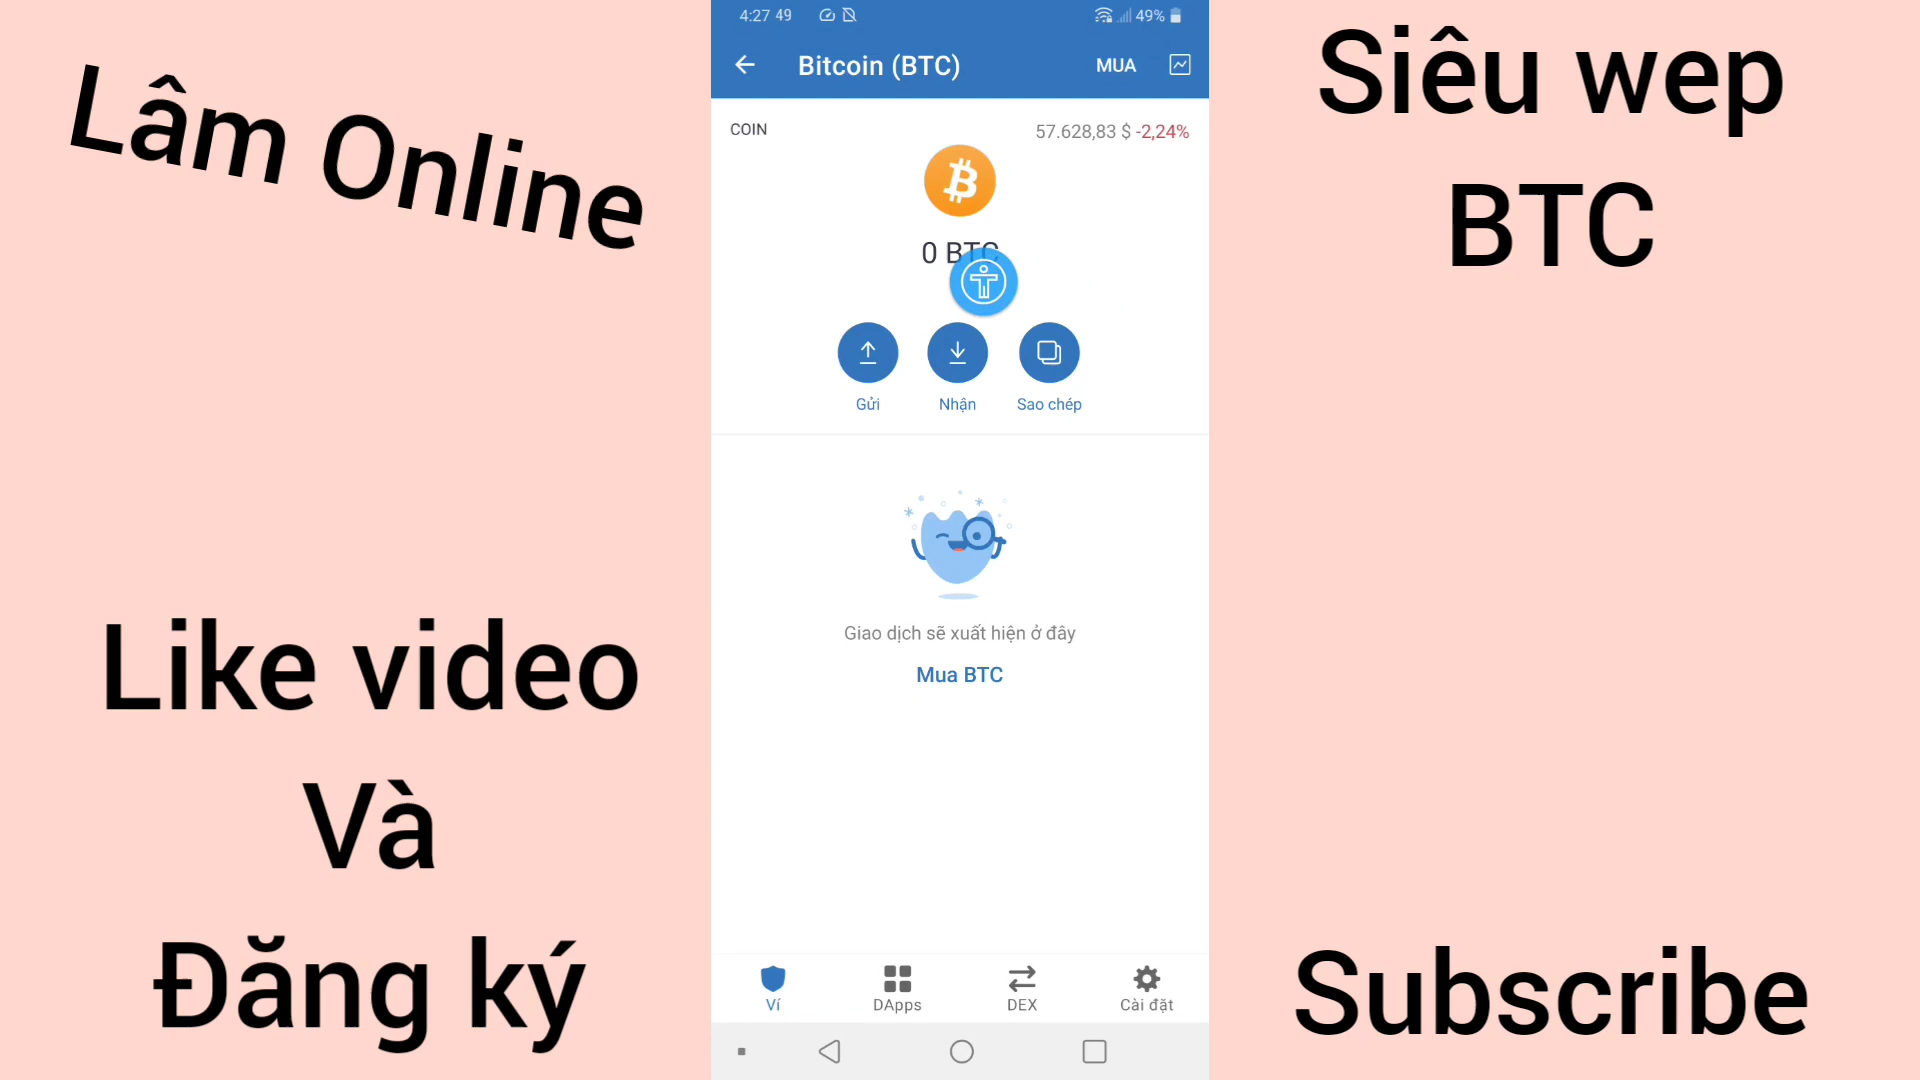 Lâm Online
Like video
Và
Đăng ký
4:27 49
49%
Bitcoin (BTC)
MUA
COIN
57.628,83 $ -2,24%
0 BTC
Gửi
Nhận
Sao chép
Giao dịch sẽ xuất hiện ở đây
Mua BTC
Ví
DApps
DEX
Cài đặt
Siêu wep
BTC
Subscribe